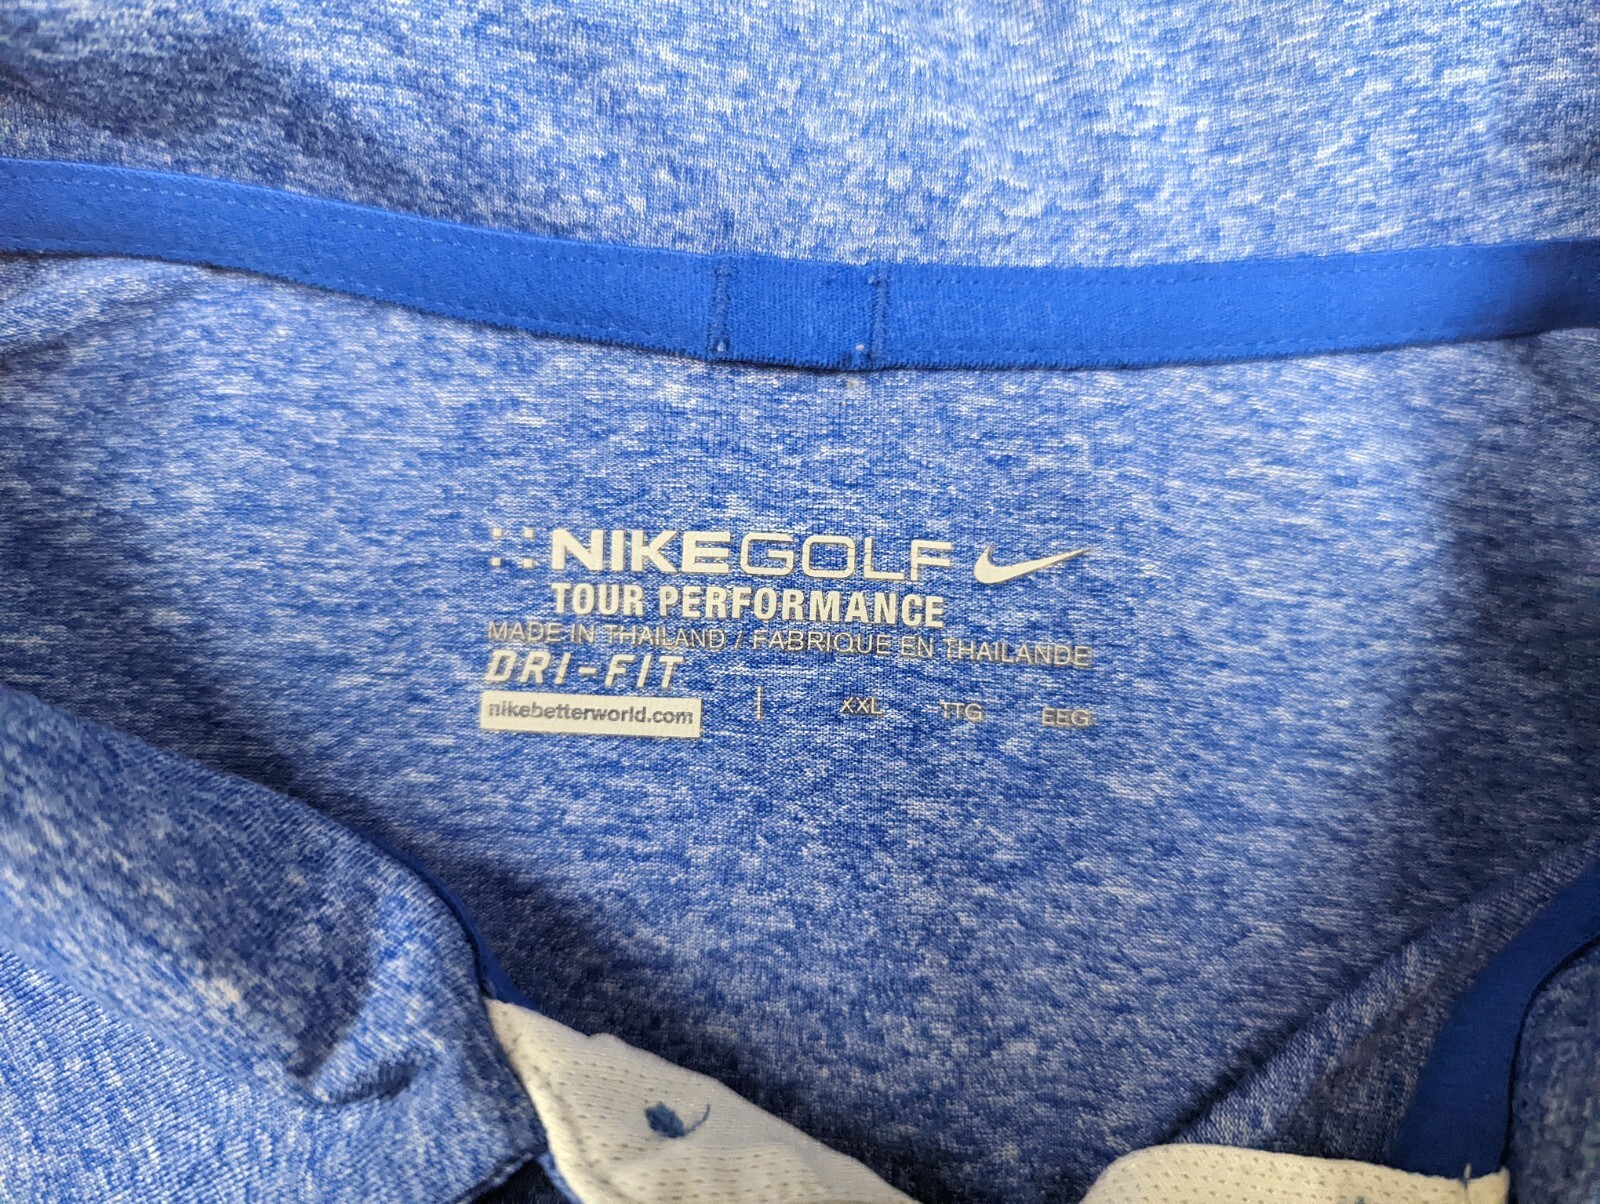 NIKEGOLF
TOUR PERFORMANCE
MADE IN THAILAND / FABRIQUE EN THAILANDE
DRI-FIT
nikebetterworld.com XXL TTG EEG